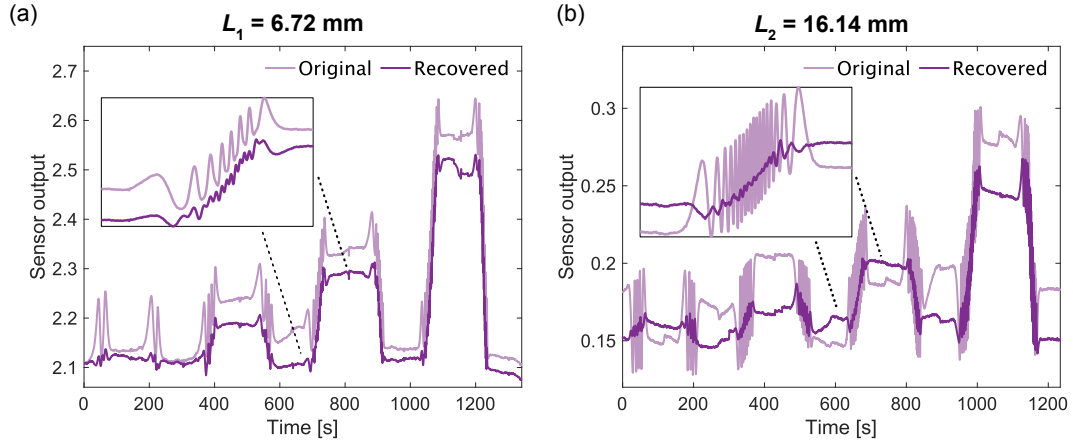 (a)
L1 = 6.72 mm
Original
Recovered
2.7
2.6
2.5
2.4
2.3
2.2
2.1
Sensor output
0 200 400 600 800 1000 1200
Time [s]
(b)
L2 = 16.14 mm
Original
Recovered
0.3
0.25
0.2
0.15
Sensor output
0 200 400 600 800 1000 1200
Time [s]